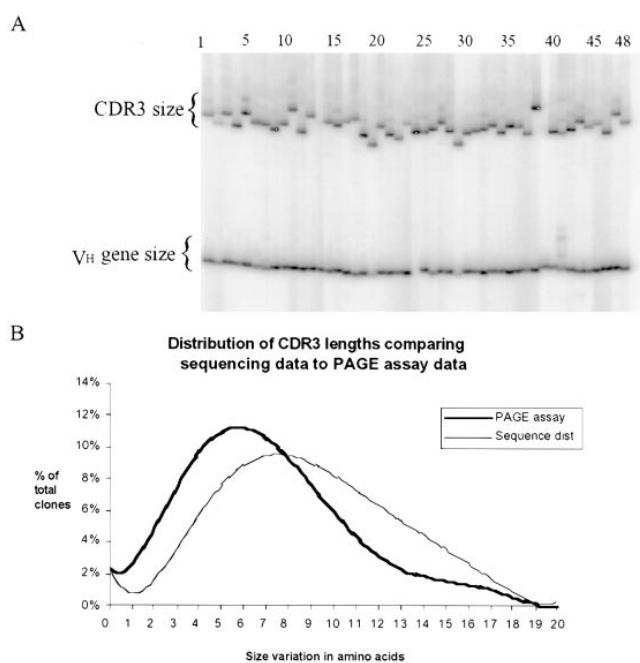 A
1 5 10 15 20 25 30 35 40 45 48
CDR3 size
VH gene size
B
Distribution of CDR3 lengths comparing
sequencing data to PAGE assay data
14%
12%
10%
8%
6%
4%
2%
0%
% of
total
clones
PAGE assay
Sequence dist
0 1 2 3 4 5 6 7 8 9 10 11 12 13 14 15 16 17 18 19 20
Size variation in amino acids